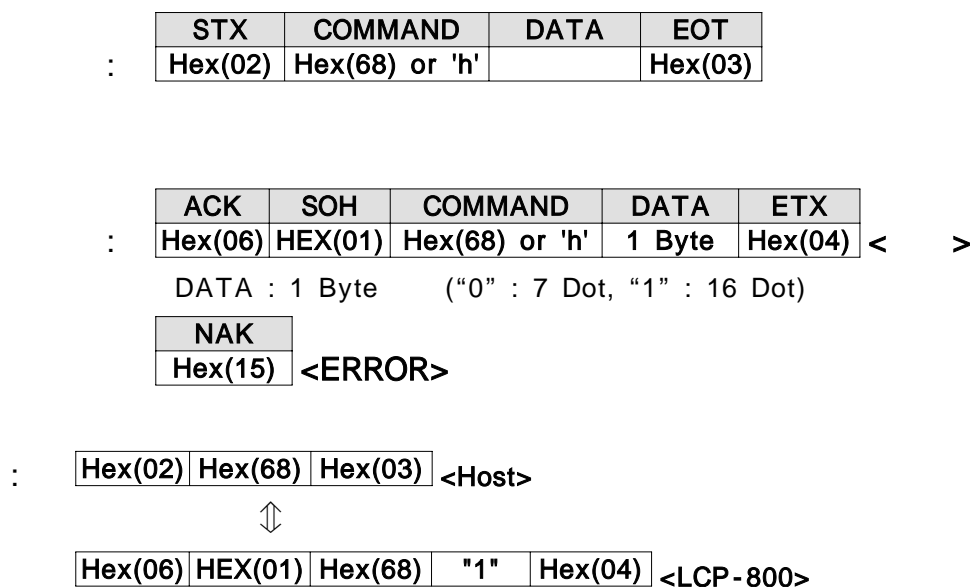 STX COMMAND DATA EOT
: Hex(02) Hex(68) or 'h' Hex(03)
ACK SOH COMMAND DATA ETX
: Hex(06) HEX(01) Hex(68) or 'h' 1 Byte Hex(04) < >
DATA : 1 Byte (“0” : 7 Dot, “1” : 16 Dot)
NAK
Hex(15) <ERROR>
: Hex(02) Hex(68) Hex(03) <Host>
⇕
Hex(06) HEX(01) Hex(68) "1" Hex(04) <LCP-800>